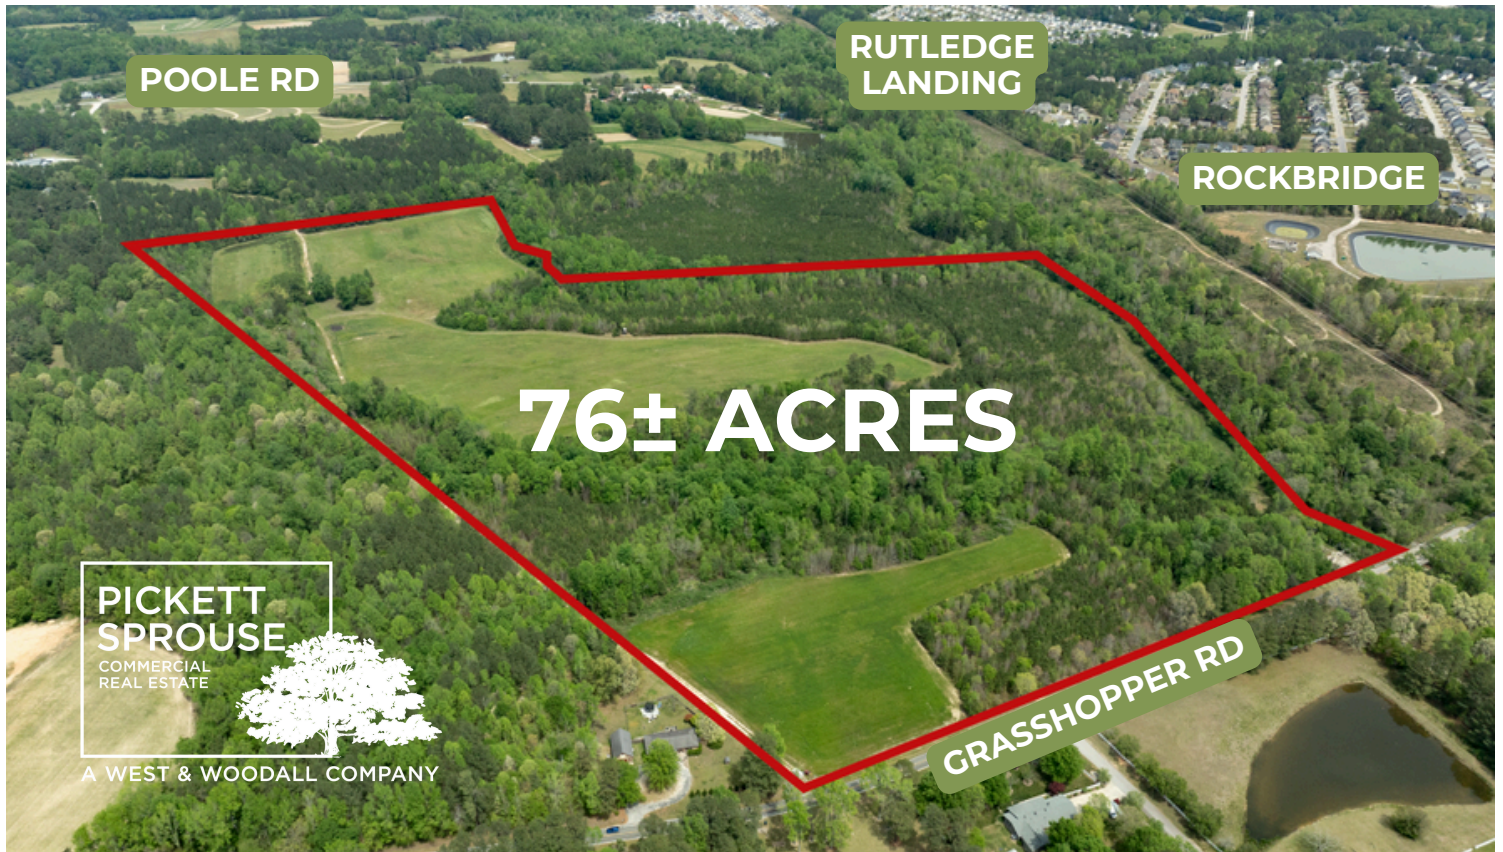 POOLE RD
RUTLEDGE
LANDING
ROCKBRIDGE
76± ACRES
GRASSHOPPER RD
PICKETT
SPROUSE
COMMERCIAL
REAL ESTATE
A WEST & WOODALL COMPANY